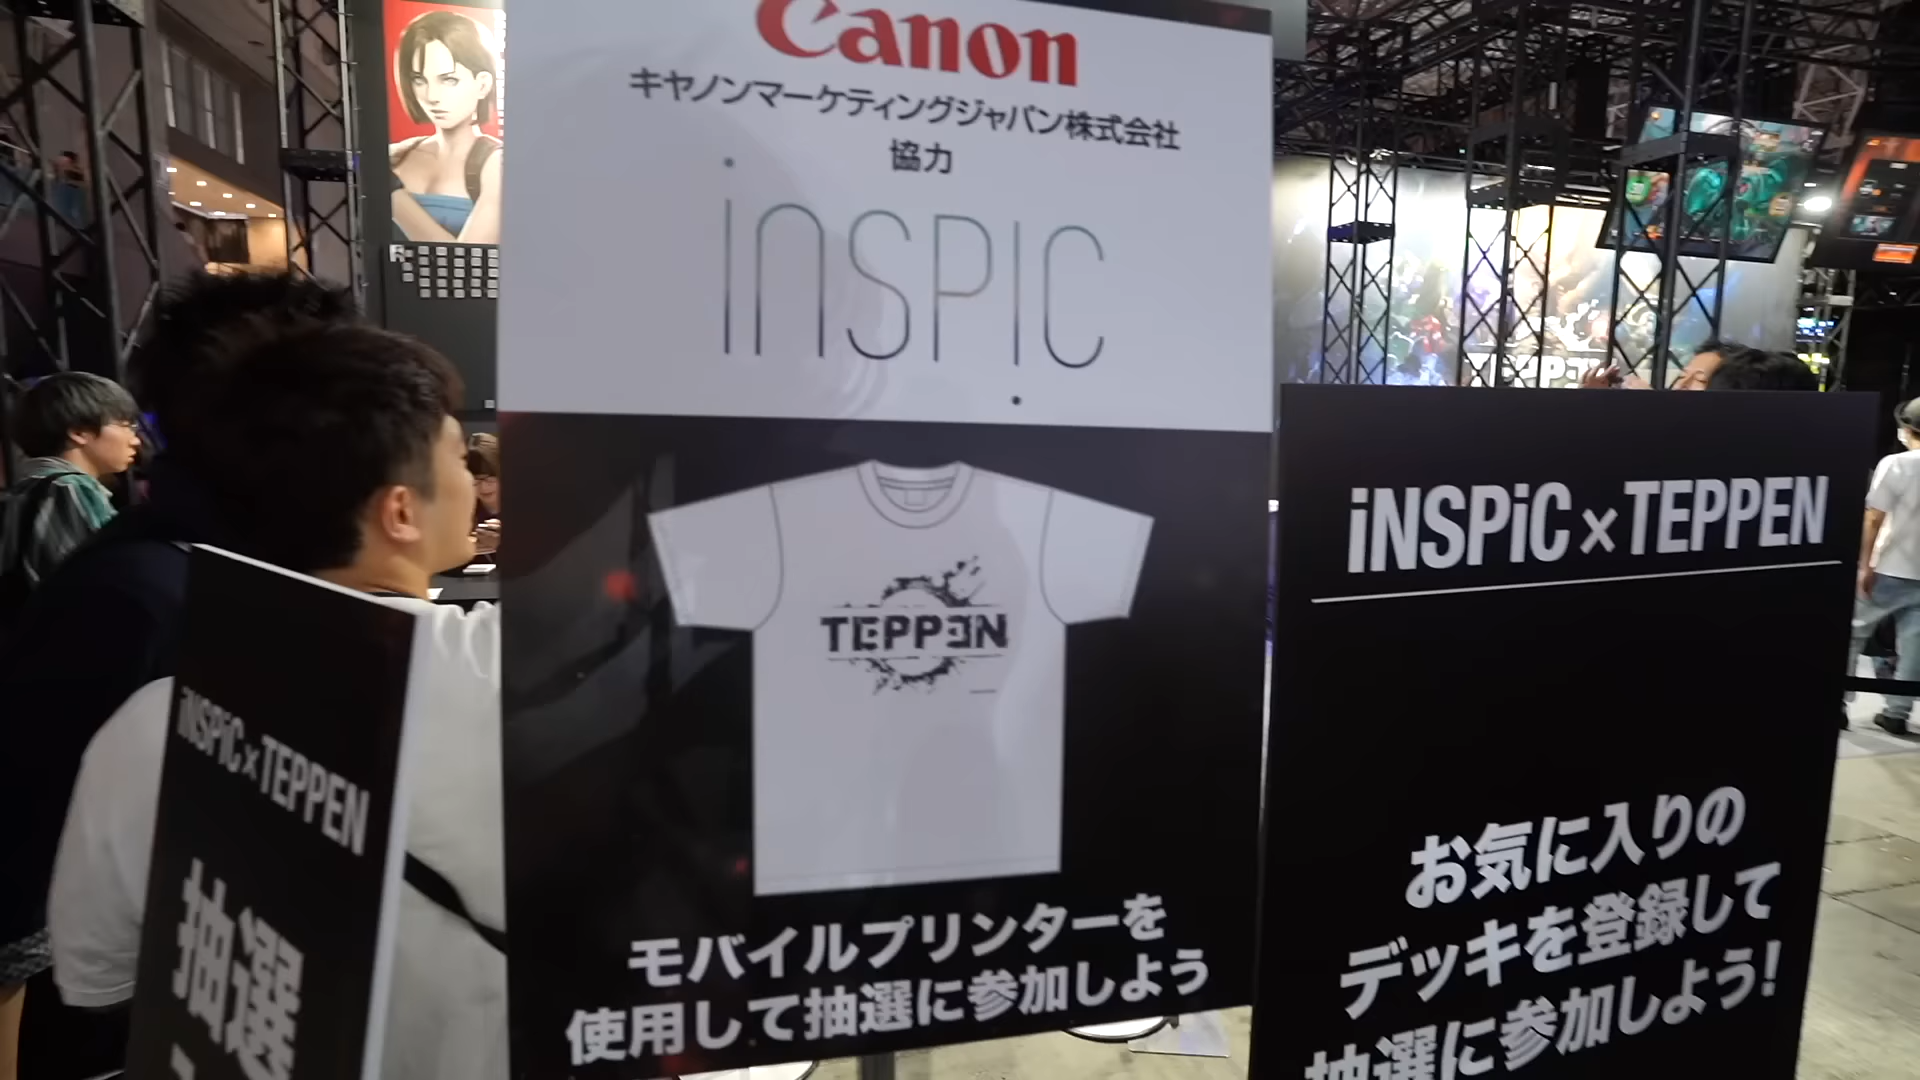 Canon
キヤノンマーケティングジャパン株式会社
協力
iNSPiC
TEPPEN
モバイルプリンターを
使用して抽選に参加しよう
iNSPiC×TEPPEN
お気に入りの
デッキを登録して
抽選に参加しよう!
iNSPiC×TEPPEN
抽選
TEPPEN